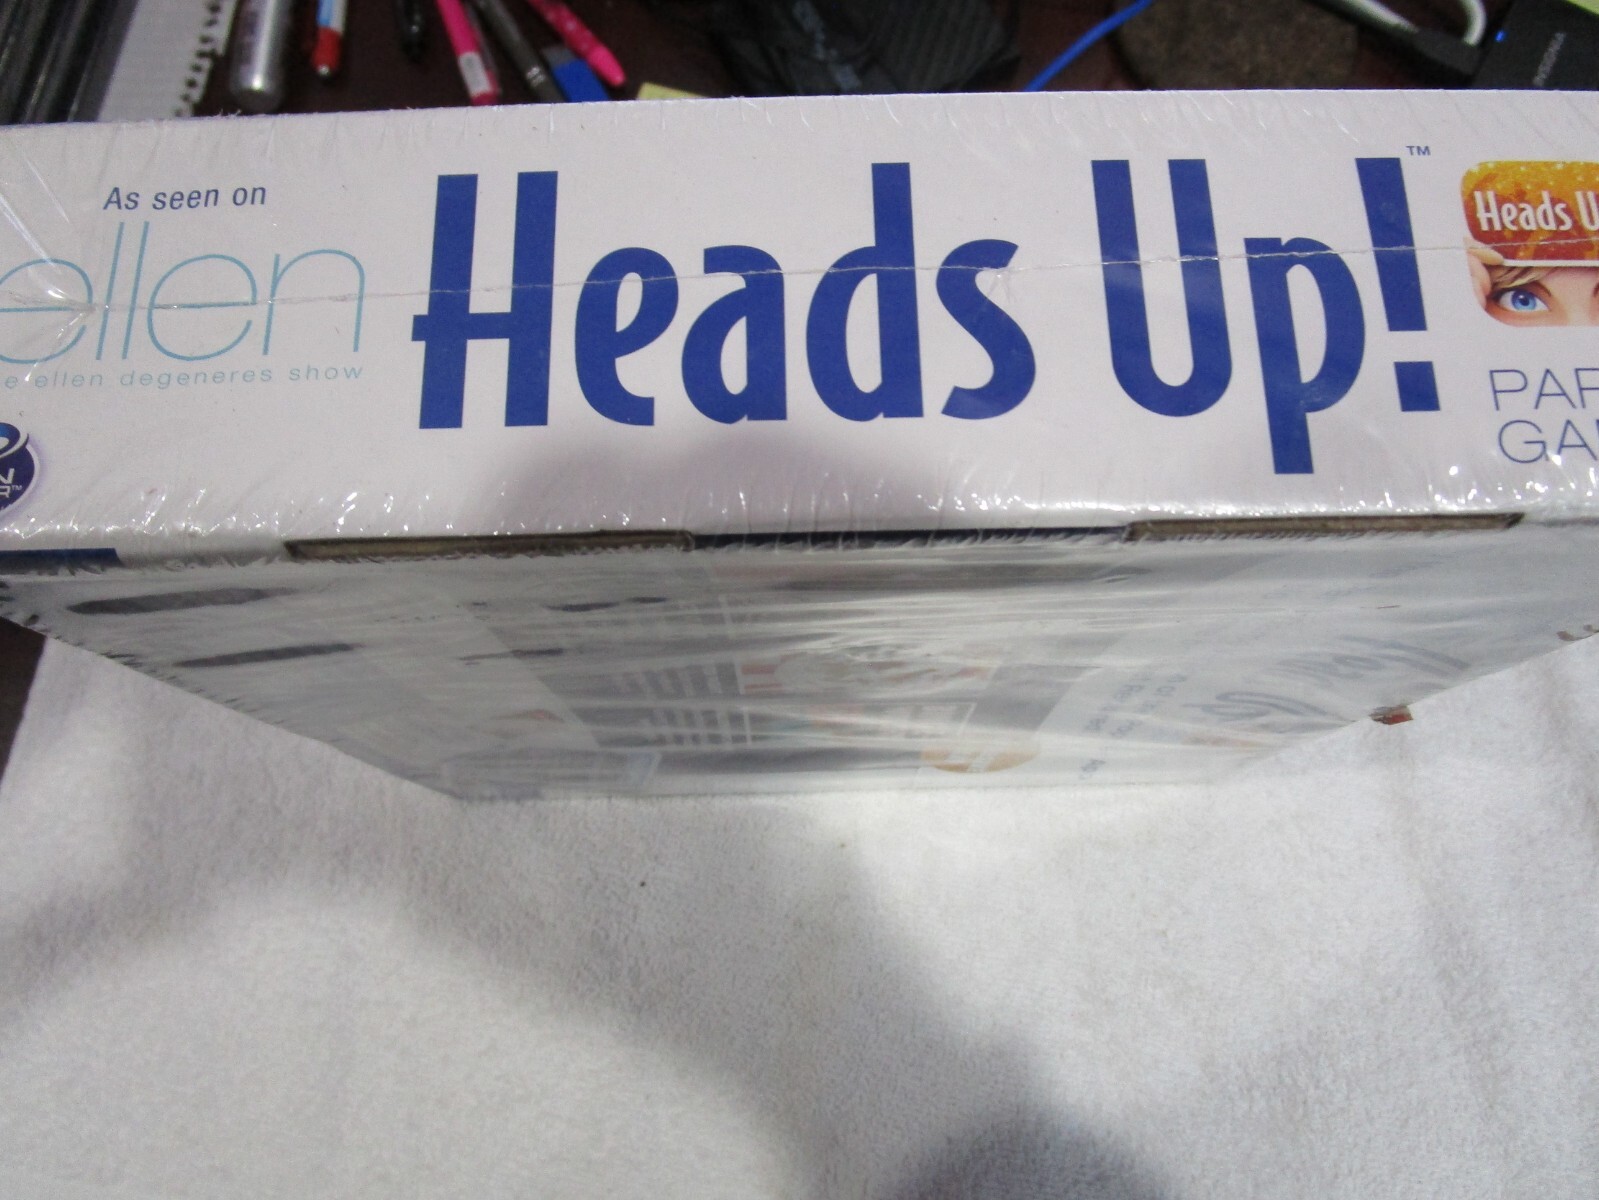 As seen on
ellen
ellen degeneres show
Heads Up!™
Heads
PAR
GA